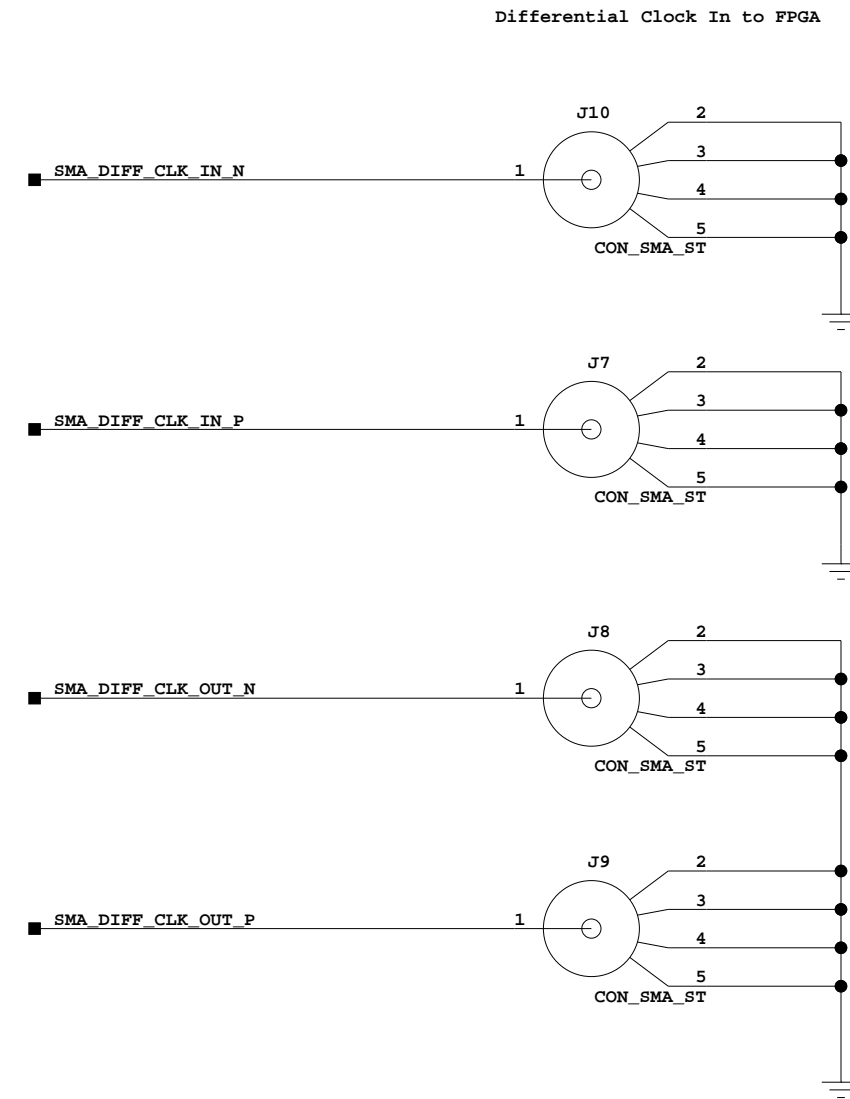 Differential Clock In to FPGA
J10
2
3
SMA_DIFF_CLK_IN_N
1
4
5
CON_SMA_ST
J7
2
3
SMA_DIFF_CLK_IN_P
1
4
5
CON_SMA_ST
J8
2
3
SMA_DIFF_CLK_OUT_N
1
4
5
CON_SMA_ST
J9
2
3
SMA_DIFF_CLK_OUT_P
1
4
5
CON_SMA_ST